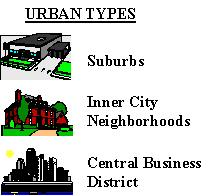 URBAN TYPES
Suburbs
Inner City
Neighborhoods
Central Business
District